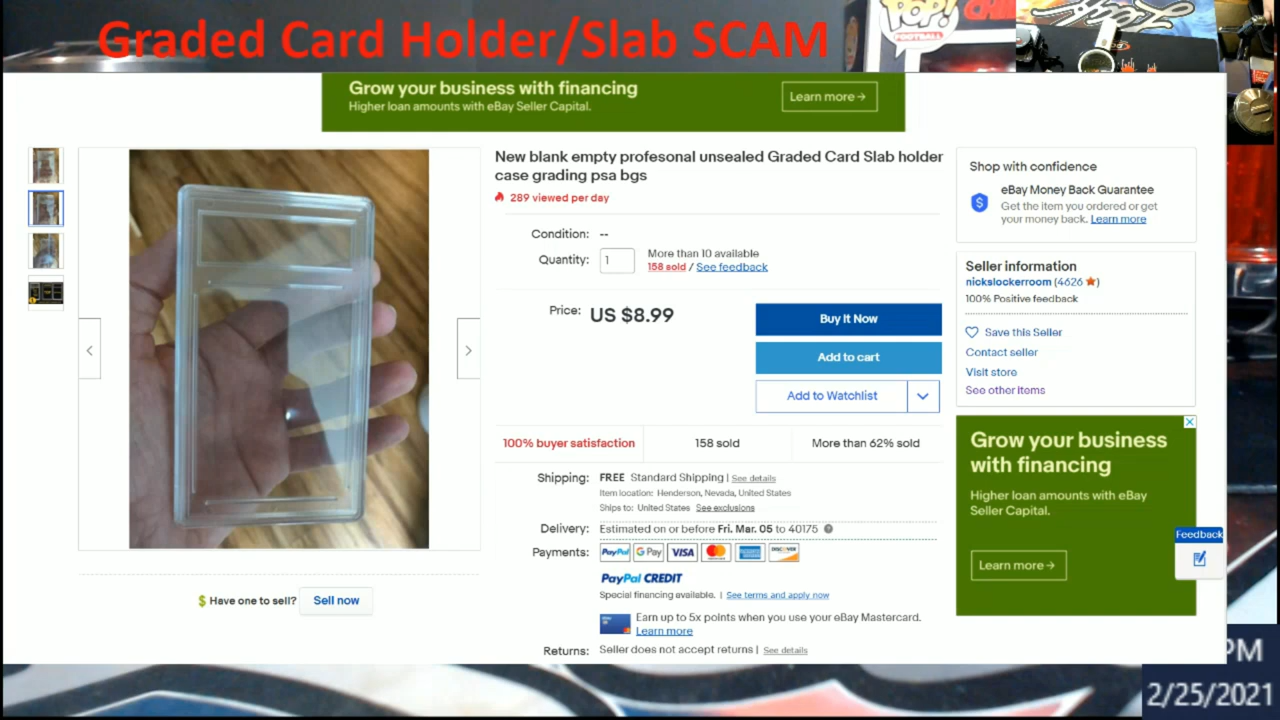 Graded Card Holder/Slab SCAM
POP!
FOOTBALL
Grow your business with financing
Higher loan amounts with eBay Seller Capital.
Learn more →
New blank empty profesonal unsealed Graded Card Slab holder
case grading psa bgs
289 viewed per day
Condition: --
Quantity: 1
More than 10 available
158 sold / See feedback
Price: US $8.99
Buy It Now
Add to cart
Add to Watchlist
100% buyer satisfaction
158 sold
More than 62% sold
Shipping: FREE Standard Shipping | See details
Item location: Henderson, Nevada, United States
Ships to: United States See exclusions
Delivery: Estimated on or before Fri. Mar. 05 to 40175
Payments: PayPal G Pay VISA DISCOVER
PayPal CREDIT
Special financing available. | See terms and apply now
Earn up to 5x points when you use your eBay Mastercard.
Learn more
Returns: Seller does not accept returns | See details
$ Have one to sell? Sell now
Shop with confidence
eBay Money Back Guarantee
Get the item you ordered or get
your money back. Learn more
Seller information
nickslockerroom (4626 ★)
100% Positive feedback
Save this Seller
Contact seller
Visit store
See other items
Grow your business
with financing
Higher loan amounts with eBay
Seller Capital.
Learn more →
Feedback
PM
2/25/2021